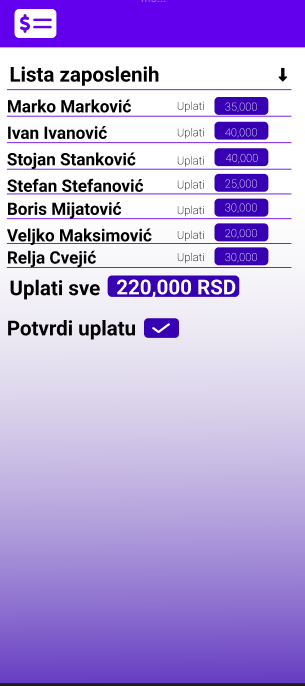 Lista zaposlenih
Marko Marković Uplati 35,000
Ivan Ivanović Uplati 40,000
Stojan Stanković Uplati 40,000
Stefan Stefanović Uplati 25,000
Boris Mijatović Uplati 30,000
Veljko Maksimović Uplati 20,000
Relja Cvejić Uplati 30,000
Uplati sve 220,000 RSD
Potvrdi uplatu